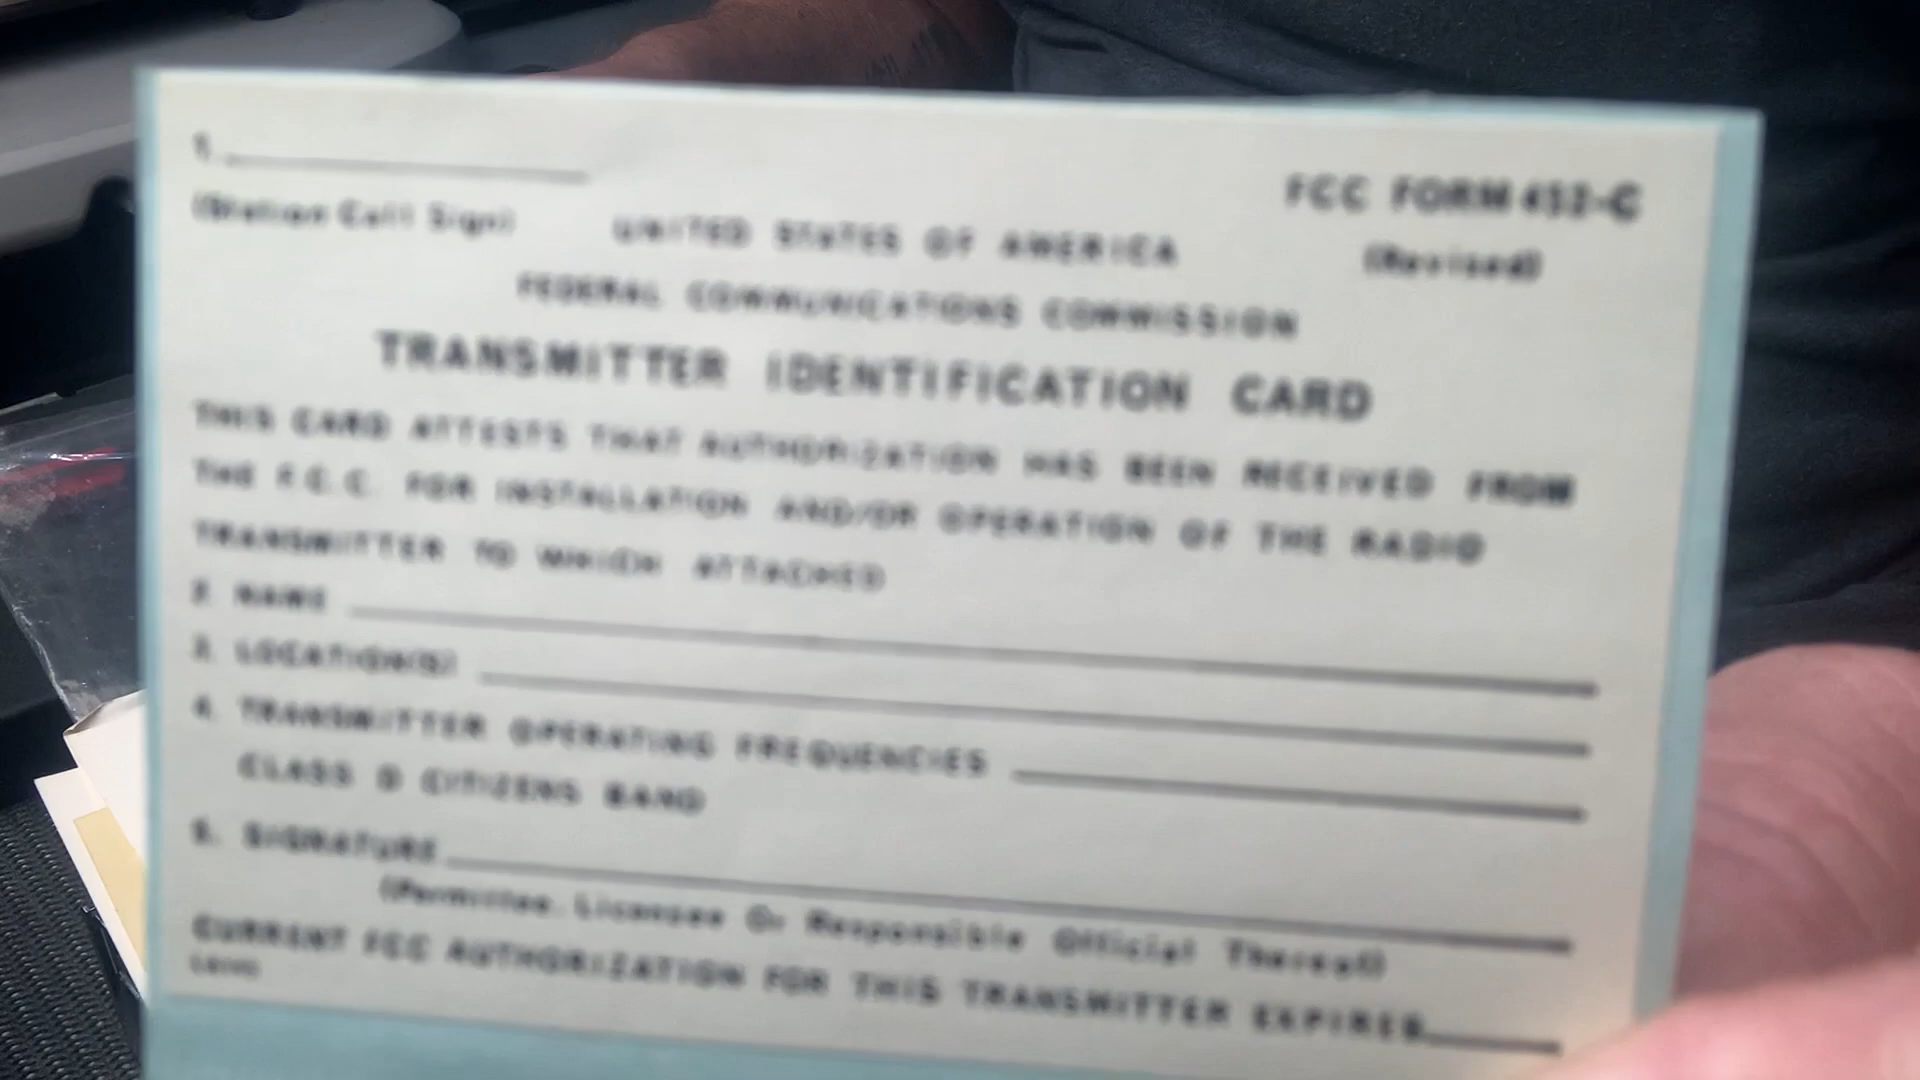 1. ____________
FCC FORM 452-C
(Station Call Sign)
UNITED STATES OF AMERICA
(Revised)
FEDERAL COMMUNICATIONS COMMISSION
TRANSMITTER IDENTIFICATION CARD
THIS CARD ATTESTS THAT AUTHORIZATION HAS BEEN RECEIVED FROM
THE F.C.C. FOR INSTALLATION AND/OR OPERATION OF THE RADIO
TRANSMITTER TO WHICH ATTACHED
2. NAME
3. LOCATION(S)
4. TRANSMITTER OPERATING FREQUENCIES
CLASS D CITIZENS BAND
5. SIGNATURE
(Permittee, Licensee Or Responsible Official Thereof)
CURRENT FCC AUTHORIZATION FOR THIS TRANSMITTER EXPIRES